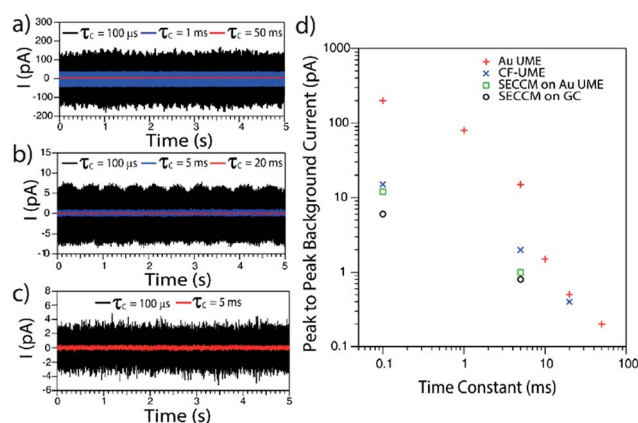 a)
τc = 100 μs τc = 1 ms τc = 50 ms
300
200
100
0
-100
-200
I (pA)
0 1 2 3 4 5
Time (s)
b)
τc = 100 μs τc = 5 ms τc = 20 ms
15
10
5
0
-5
-10
I (pA)
0 1 2 3 4 5
Time (s)
c)
τc = 100 μs τc = 5 ms
6
4
2
0
-2
-4
-6
I (pA)
0 1 2 3 4 5
Time (s)
d)
Au UME
CF-UME
SECCM on Au UME
SECCM on GC
1000
100
10
1
0.1
Peak to Peak Background Current (pA)
0.1 1 10 100
Time Constant (ms)